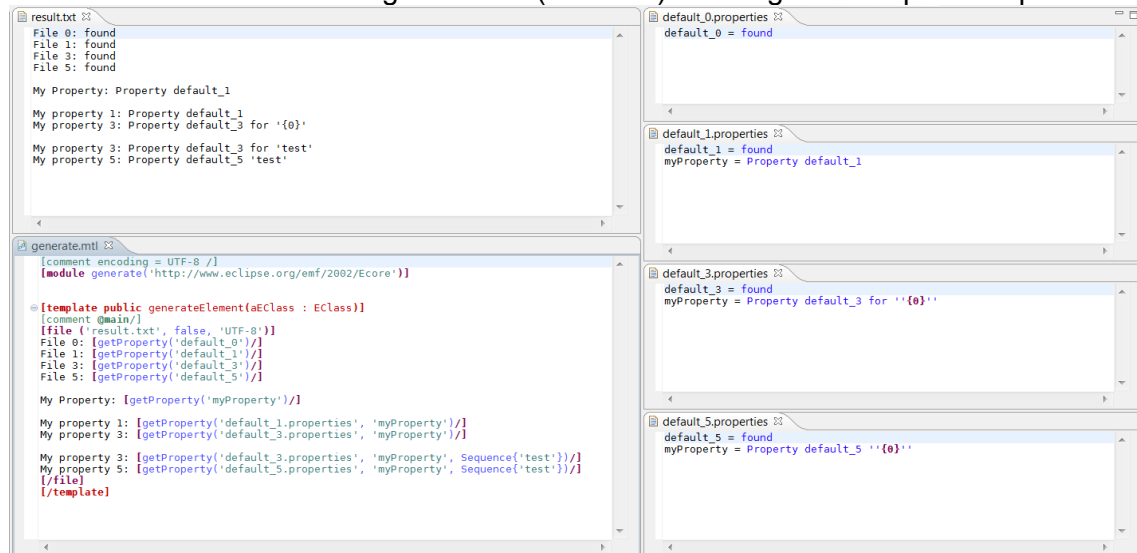 result.txt
File 0: found
File 1: found
File 3: found
File 5: found
My Property: Property default_1
My property 1: Property default_1
My property 3: Property default_3 for '{0}'
My property 3: Property default_3 for 'test'
My property 5: Property default_5 'test'
generate.mtl
[comment encoding = UTF-8 /]
[module generate('http://www.eclipse.org/emf/2002/Ecore')]
[template public generateElement(aEClass : EClass)]
[comment @main/]
[file ('result.txt', false, 'UTF-8')]
File 0: [getProperty('default_0')/]
File 1: [getProperty('default_1')/]
File 3: [getProperty('default_3')/]
File 5: [getProperty('default_5')/]
My Property: [getProperty('myProperty')/]
My property 1: [getProperty('default_1.properties', 'myProperty')/]
My property 3: [getProperty('default_3.properties', 'myProperty')/]
My property 3: [getProperty('default_3.properties', 'myProperty', Sequence{'test'})/]
My property 5: [getProperty('default_5.properties', 'myProperty', Sequence{'test'})/]
[/file]
[/template]
default_0.properties
default_0 = found
default_1.properties
default_1 = found
myProperty = Property default_1
default_3.properties
default_3 = found
myProperty = Property default_3 for ''{0}''
default_5.properties
default_5 = found
myProperty = Property default_5 ''{0}''